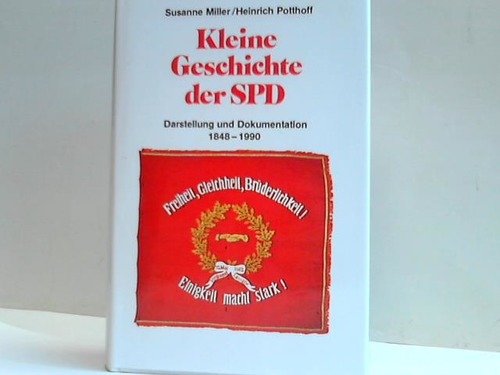 Susanne Miller/Heinrich Potthoff
Kleine
Geschichte
der SPD
Darstellung und Dokumentation
1848–1990
Freiheit, Gleichheit, Brüderlichkeit!
Einigkeit macht stark!